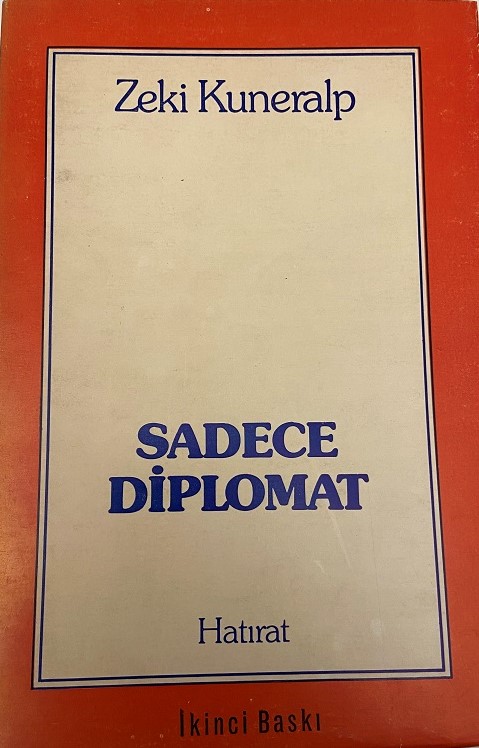 Zeki Kuneralp
SADECE
DİPLOMAT
Hatırat
İkinci Baskı